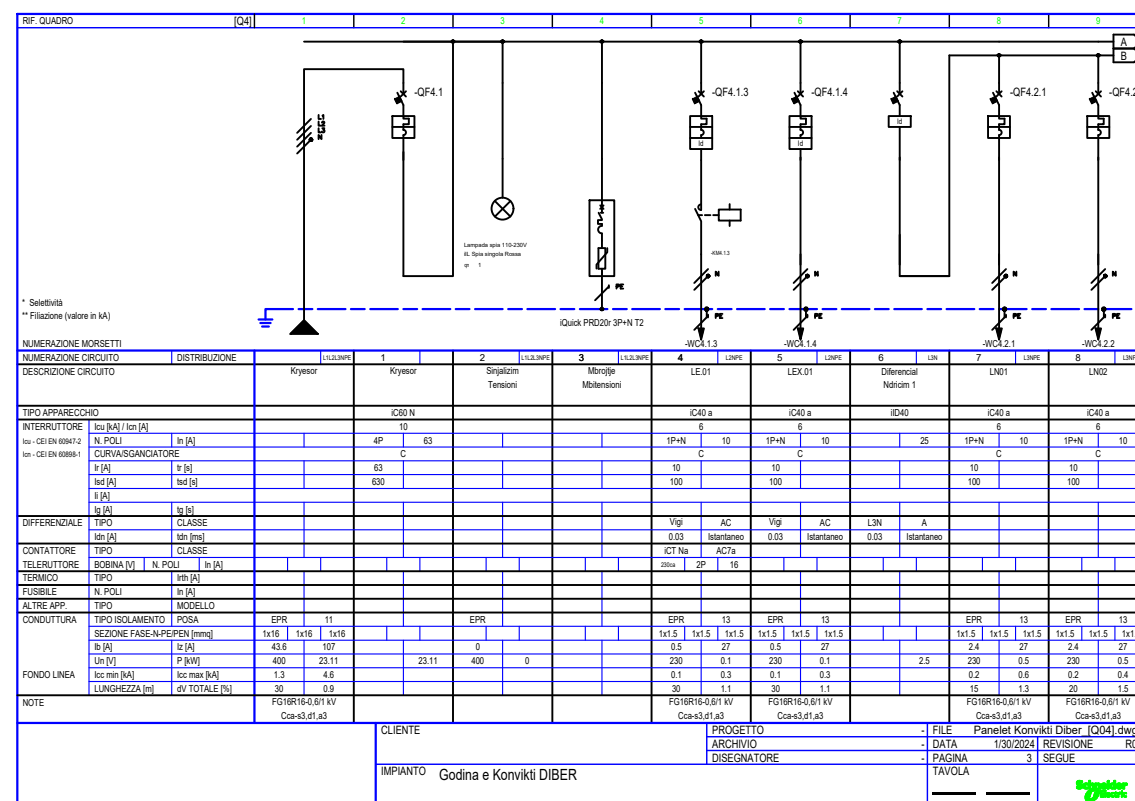 RIF. QUADRO [Q4] 1 2 3 4 5 6 7 8 9
A
B
-QF4.1 -QF4.1.3 -QF4.1.4 -QF4.2.1 -QF4.2
Id Id Id
Lampada spia 110-230V
iIL Spia singola Rossa
qn 1
-KM4.1.3
N N N N
PE
* Selettività
** Filiazione (valore in kA)
PE PE PE PE
iQuick PRD20r 3P+N T2
NUMERAZIONE MORSETTI -WC4.1.3 -WC4.1.4 -WC4.2.1 -WC4.2.2
NUMERAZIONE CIRCUITO DISTRIBUZIONE L1L2L3NPE 1 2 L1L2L3NPE 3 L1L2L3NPE 4 L2NPE 5 L2NPE 6 L3N 7 L3NPE 8 L3NP
DESCRIZIONE CIRCUITO Kryesor Kryesor Sinjalizim Mbrojtje LE.01 LEX.01 Diferencial LN01 LN02
Tensioni Mbitensioni Ndricim 1
TIPO APPARECCHIO iC60 N iC40 a iC40 a iID40 iC40 a iC40 a
INTERRUTTORE Icu [kA] / Icn [A] 10 6 6 6 6
Icu - CEI EN 60947-2 N. POLI In [A] 4P 63 1P+N 10 1P+N 10 25 1P+N 10 1P+N 10
Icn - CEI EN 60898-1 CURVA/SGANCIATORE C C C C C
Ir [A] tr [s] 63 10 10 10 10
Isd [A] tsd [s] 630 100 100 100 100
Ii [A]
Ig [A] tg [s]
DIFFERENZIALE TIPO CLASSE Vigi AC Vigi AC L3N A
Idn [A] tdn [ms] 0.03 Istantaneo 0.03 Istantaneo 0.03 Istantaneo
CONTATTORE TIPO CLASSE iCT Na AC7a
TELERUTTORE BOBINA [V] N. POLI In [A] 230ca 2P 16
TERMICO TIPO Irth [A]
FUSIBILE N. POLI In [A]
ALTRE APP. TIPO MODELLO
CONDUTTURA TIPO ISOLAMENTO POSA EPR 11 EPR EPR 13 EPR 13 EPR 13 EPR 13
SEZIONE FASE-N-PE/PEN [mmq] 1x16 1x16 1x16 1x1.5 1x1.5 1x1.5 1x1.5 1x1.5 1x1.5 1x1.5 1x1.5 1x1.5 1x1.5 1x1.5 1x1.
Ib [A] Iz [A] 43.6 107 0 0.5 27 0.5 27 2.4 27 2.4 27
Un [V] P [kW] 400 23.11 23.11 400 0 230 0.1 230 0.1 2.5 230 0.5 230 0.5
FONDO LINEA Icc min [kA] Icc max [kA] 1.3 4.6 0.1 0.3 0.1 0.3 0.2 0.6 0.2 0.4
LUNGHEZZA [m] dV TOTALE [%] 30 0.9 30 1.1 30 1.1 15 1.3 20 1.5
NOTE FG16R16-0,6/1 kV FG16R16-0,6/1 kV FG16R16-0,6/1 kV FG16R16-0,6/1 kV FG16R16-0,6/1 kV
Cca-s3,d1,a3 Cca-s3,d1,a3 Cca-s3,d1,a3 Cca-s3,d1,a3 Cca-s3,d1,a3
CLIENTE PROGETTO - FILE Panelet Konvikti Diber_[Q04].dwg
ARCHIVIO - DATA 1/30/2024 REVISIONE R0
DISEGNATORE - PAGINA 3 SEGUE
IMPIANTO Godina e Konvikti DIBER TAVOLA
Schneider
Electric